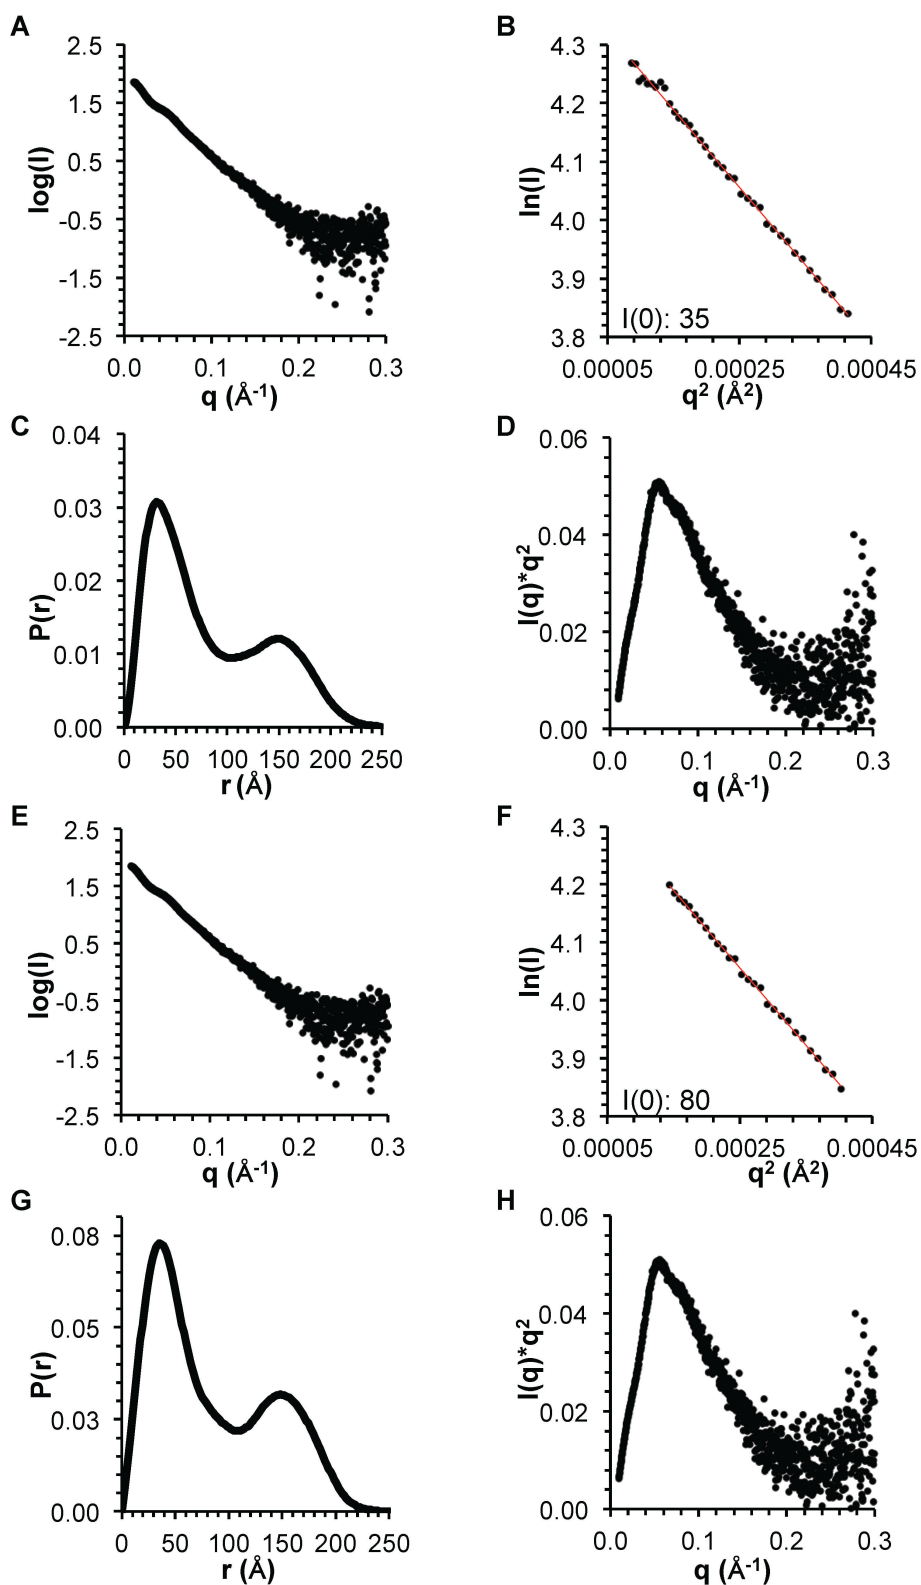 A
2.5
1.5
0.5
-0.5
-1.5
-2.5
log(I)
0.0 0.1 0.2 0.3
q (Å-1)
B
4.3
4.2
4.1
4.0
3.9
3.8
ln(I)
I(0): 35
0.00005 0.00025 0.00045
q2 (Å2)
C
0.04
0.03
0.02
0.01
0.00
P(r)
0 50 100 150 200 250
r (Å)
D
0.06
0.04
0.02
0.00
I(q)*q2
0.0 0.1 0.2 0.3
q (Å-1)
E
2.5
1.5
0.5
-0.5
-1.5
-2.5
log(I)
0.0 0.1 0.2 0.3
q (Å-1)
F
4.3
4.2
4.1
4.0
3.9
3.8
ln(I)
I(0): 80
0.00005 0.00025 0.00045
q2 (Å2)
G
0.08
0.05
0.03
0.00
P(r)
0 50 100 150 200 250
r (Å)
H
0.06
0.04
0.02
0.00
I(q)*q2
0.0 0.1 0.2 0.3
q (Å-1)